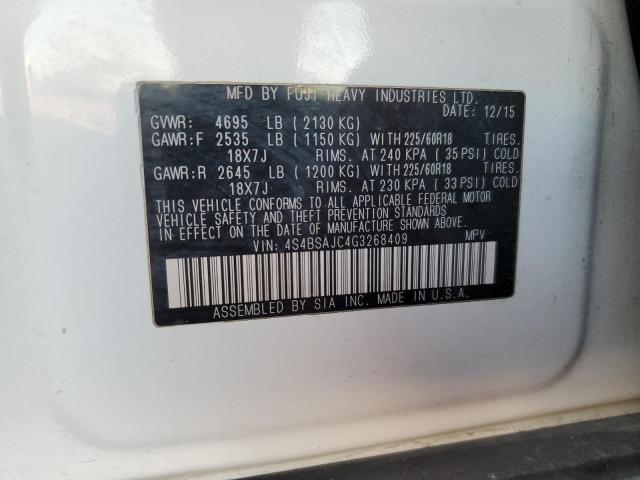 MFD BY FUJI HEAVY INDUSTRIES LTD.
DATE: 12/15
GVWR: 4695 LB ( 2130 KG)
GAWR:F 2535 LB ( 1150 KG) WITH 225/60R18 TIRES.
18X7J RIMS. AT 240 KPA ( 35 PSI) COLD
GAWR:R 2645 LB ( 1200 KG) WITH 225/60R18 TIRES.
18X7J RIMS. AT 230 KPA ( 33 PSI) COLD
THIS VEHICLE CONFORMS TO ALL APPLICABLE FEDERAL MOTOR
VEHICLE SAFETY AND THEFT PREVENTION STANDARDS
IN EFFECT ON THE DATE OF MANUFACTURE SHOWN ABOVE.
VIN: 4S4BSAJC4G3268409 MPV
ASSEMBLED BY SIA INC. MADE IN U.S.A.